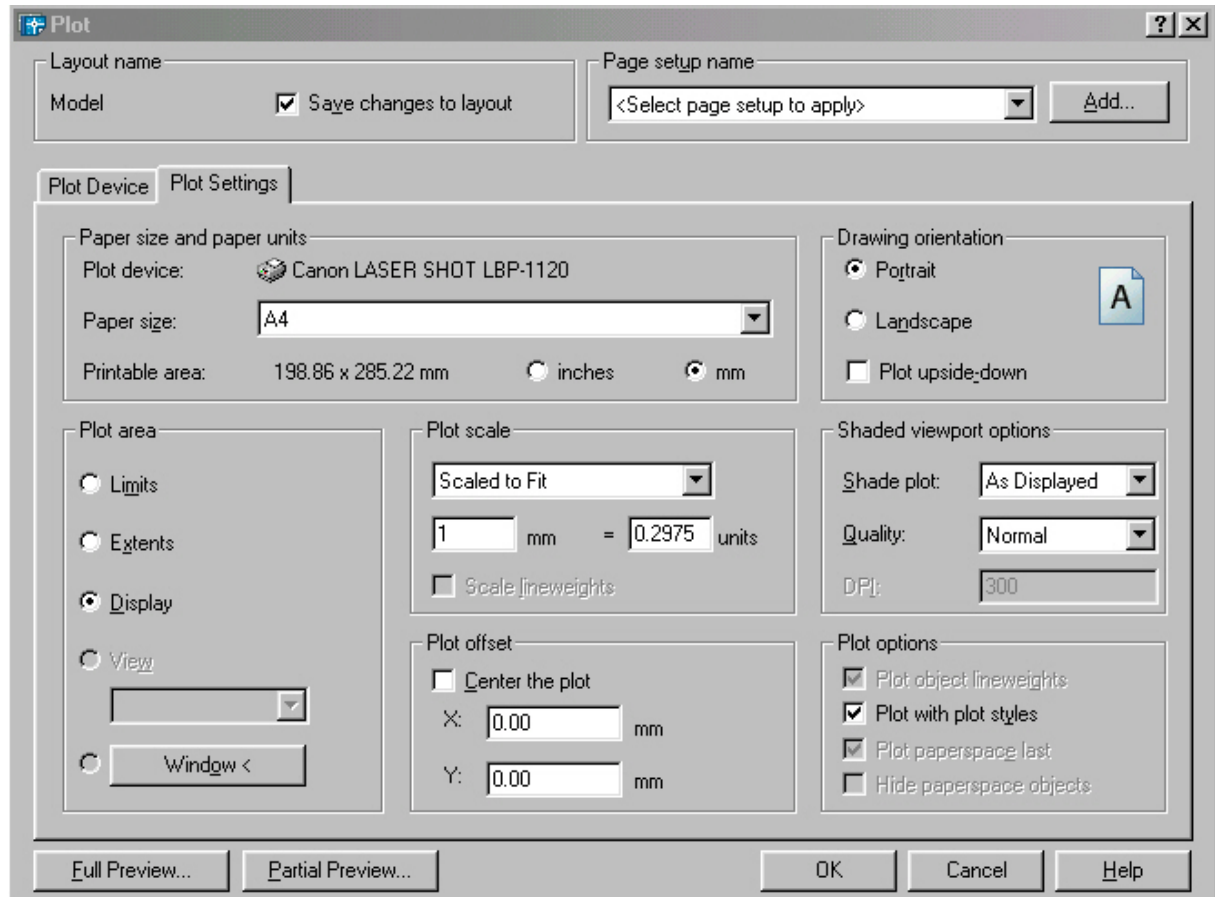 Plot
Layout name
Model
Save changes to layout
Page setup name
<Select page setup to apply>
Add...
Plot Device
Plot Settings
Paper size and paper units
Plot device:
Canon LASER SHOT LBP-1120
Paper size:
A4
Printable area:
198.86 x 285.22 mm
inches
mm
Drawing orientation
Portrait
Landscape
A
Plot upside-down
Plot area
Limits
Extents
Display
View
Window <
Plot scale
Scaled to Fit
1 mm = 0.2975 units
Scale lineweights
Shaded viewport options
Shade plot: As Displayed
Quality: Normal
DPI: 300
Plot offset
Center the plot
X: 0.00 mm
Y: 0.00 mm
Plot options
Plot object lineweights
Plot with plot styles
Plot paperspace last
Hide paperspace objects
Full Preview...
Partial Preview...
OK
Cancel
Help